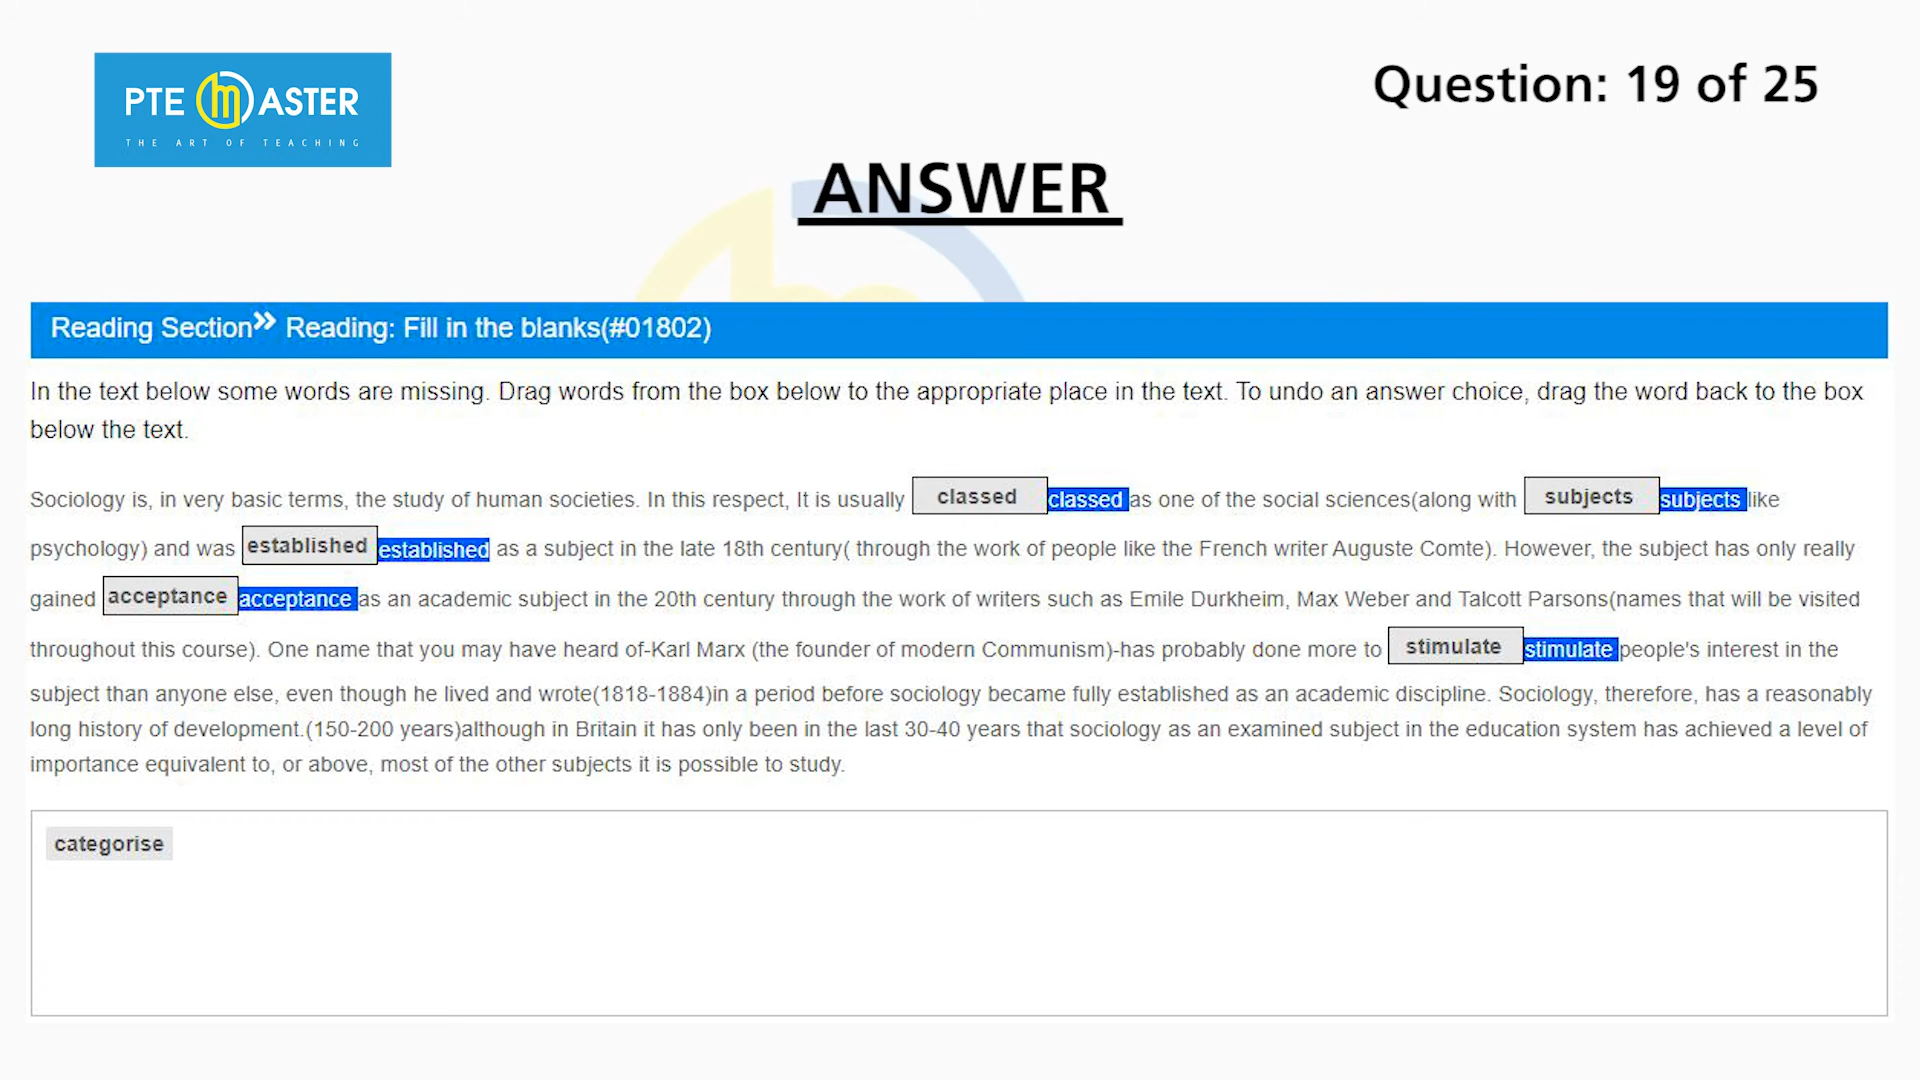 PTE MASTER
THE ART OF TEACHING
Question: 19 of 25
ANSWER
Reading Section» Reading: Fill in the blanks(#01802)
In the text below some words are missing. Drag words from the box below to the appropriate place in the text. To undo an answer choice, drag the word back to the box
below the text.
Sociology is, in very basic terms, the study of human societies. In this respect, It is usually classed classed as one of the social sciences(along with subjects subjects like
psychology) and was established established as a subject in the late 18th century( through the work of people like the French writer Auguste Comte). However, the subject has only really
gained acceptance acceptance as an academic subject in the 20th century through the work of writers such as Emile Durkheim, Max Weber and Talcott Parsons(names that will be visited
throughout this course). One name that you may have heard of-Karl Marx (the founder of modern Communism)-has probably done more to stimulate stimulate people's interest in the
subject than anyone else, even though he lived and wrote(1818-1884)in a period before sociology became fully established as an academic discipline. Sociology, therefore, has a reasonably
long history of development.(150-200 years)although in Britain it has only been in the last 30-40 years that sociology as an examined subject in the education system has achieved a level of
importance equivalent to, or above, most of the other subjects it is possible to study.
categorise